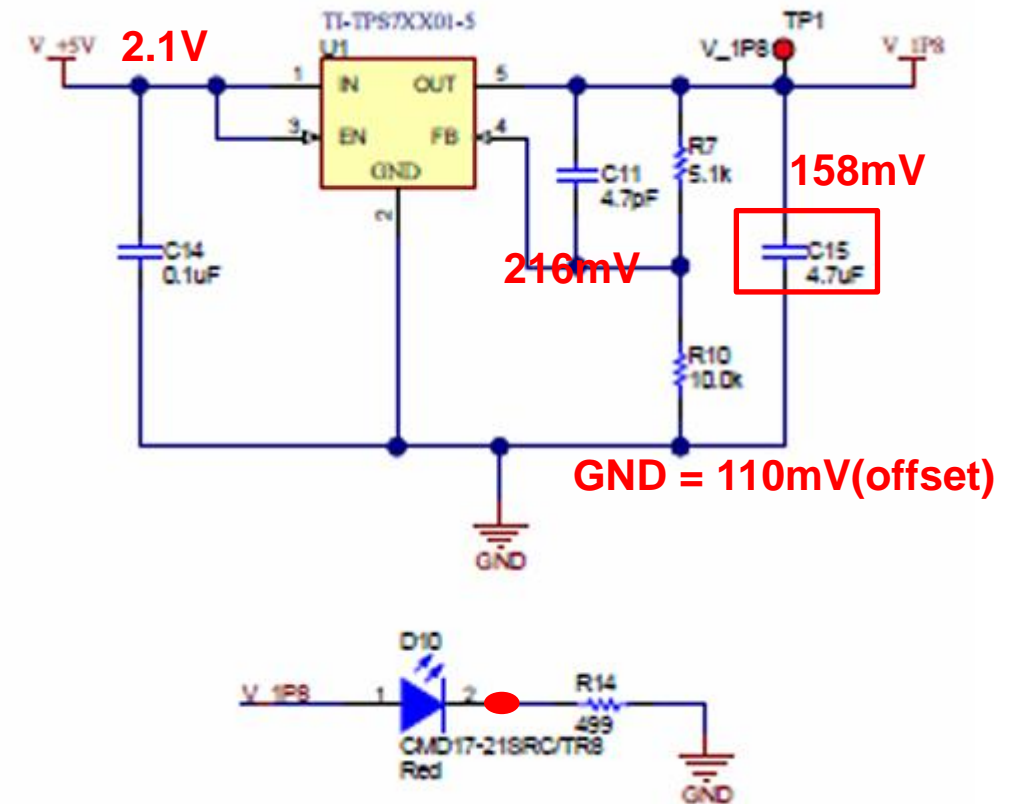 TI-TPS7XX01-5
TP1
V_+5V
2.1V
U1
V_1P8
V_1P8
1
IN
OUT
5
3
EN
FB
4
R7
5.1k
GND
158mV
C11
4.7pF
2
C14
0.1uF
216mV
C15
4.7uF
R10
10.0k
GND = 110mV(offset)
GND
D10
V_1P8
1
2
R14
499
CMD17-21SRC/TR8
Red
GND